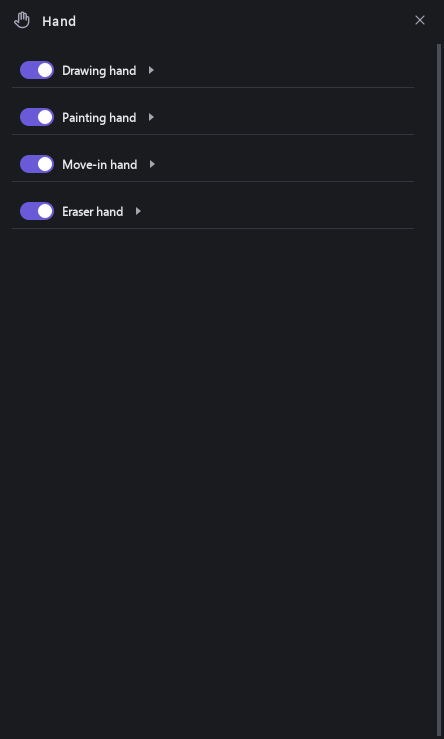 Hand
Drawing hand
Painting hand
Move-in hand
Eraser hand